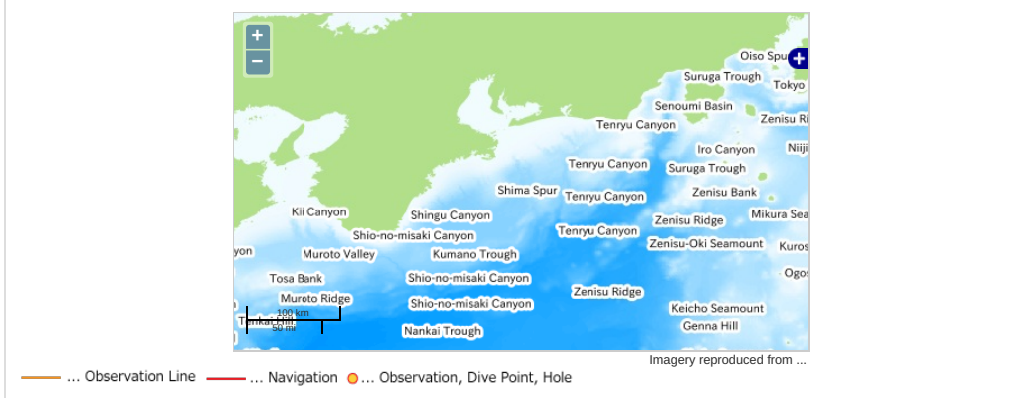 +
−
Oiso Spu
+
Suruga Trough
Tokyo
Senoumi Basin
Zenisu Ri
Tenryu Canyon
Iro Canyon
Niiji
Tenryu Canyon
Suruga Trough
Shima Spur
Tenryu Canyon
Zenisu Bank
Kii Canyon
Shingu Canyon
Zenisu Ridge
Mikura Sea
Shio-no-misaki Canyon
Tenryu Canyon
Zenisu-Oki Seamount
Kuros
yon
Muroto Valley
Kumano Trough
Ogos
Tosa Bank
Shio-no-misaki Canyon
Zenisu Ridge
Muroto Ridge
Shio-no-misaki Canyon
Keicho Seamount
100 km
Tenkai Hill
50 mi
Nankai Trough
Genna Hill
Imagery reproduced from ...
... Observation Line ... Navigation ... Observation, Dive Point, Hole